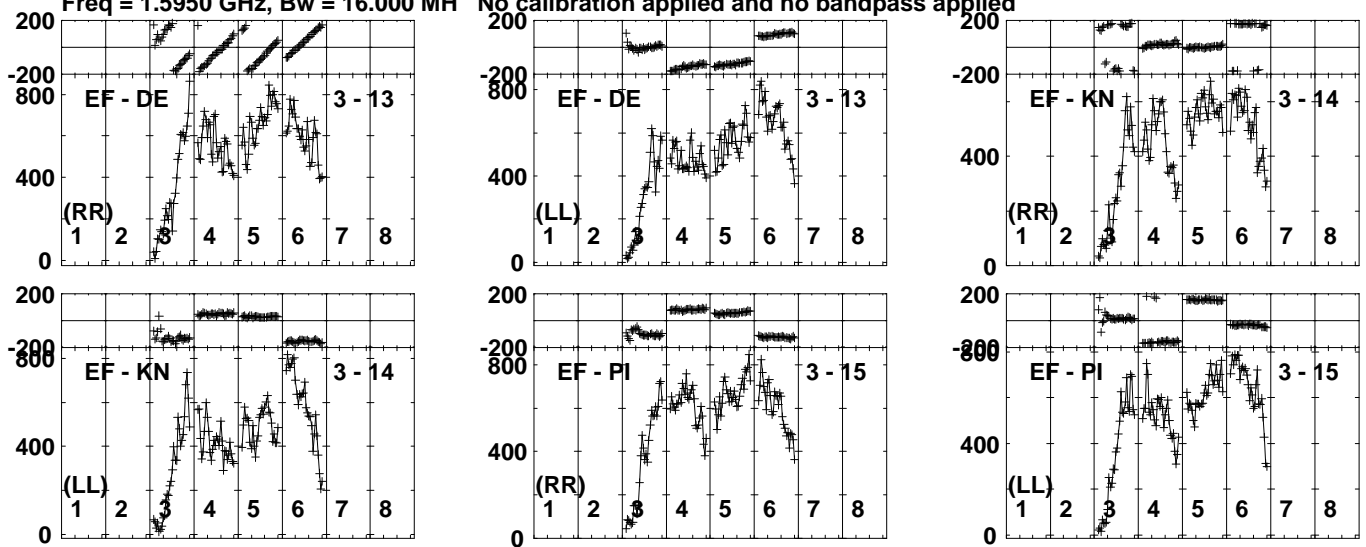 Freq = 1.5950 GHz, Bw = 16.000 MH No calibration applied and no bandpass applied
200
-200
800
400
0
EF - DE 3 - 13
(RR)
1 2 3 4 5 6 7 8
200
-200
800
400
0
EF - DE 3 - 13
(LL)
1 2 3 4 5 6 7 8
200
-200
400
0
EF - KN 3 - 14
(RR)
1 2 3 4 5 6 7 8
200
-200
800
400
0
EF - KN 3 - 14
(LL)
1 2 3 4 5 6 7 8
200
-200
800
400
0
EF - PI 3 - 15
(RR)
1 2 3 4 5 6 7 8
200
-200
800
400
0
EF - PI 3 - 15
(LL)
1 2 3 4 5 6 7 8